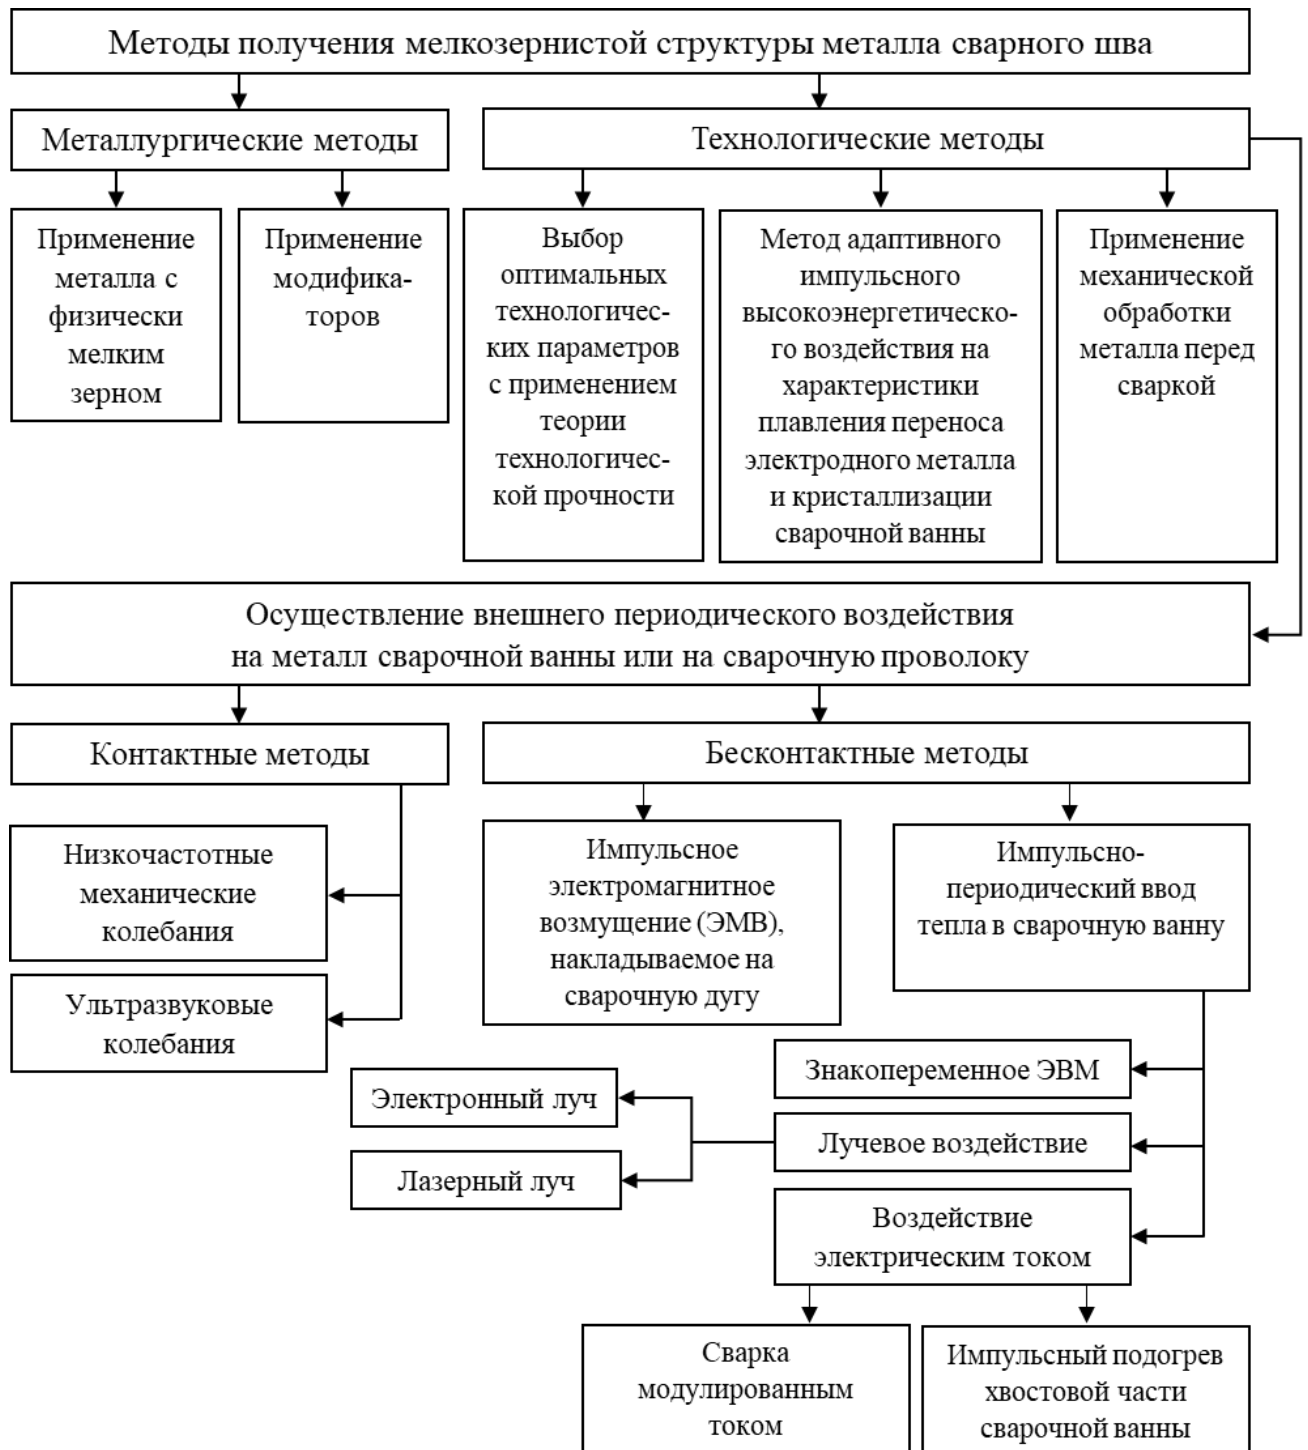 Методы получения мелкозернистой структуры металла сварного шва
Металлургические методы
Технологические методы
Применение
металла с
физически
мелким
зерном
Применение
модифика-
торов
Выбор
оптимальных
технологичес-
ких параметров
с применением
теории
технологичес-
кой прочности
Метод адаптивного
импульсного
высокоэнергетическо-
го воздействия на
характеристики
плавления переноса
электродного металла
и кристаллизации
сварочной ванны
Применение
механической
обработки
металла перед
сваркой
Осуществление внешнего периодического воздействия
на металл сварочной ванны или на сварочную проволоку
Контактные методы
Бесконтактные методы
Низкочастотные
механические
колебания
Ультразвуковые
колебания
Импульсное
электромагнитное
возмущение (ЭМВ),
накладываемое на
сварочную дугу
Импульсно-
периодический ввод
тепла в сварочную ванну
Знакопеременное ЭВМ
Электронный луч
Лучевое воздействие
Лазерный луч
Воздействие
электрическим током
Сварка
модулированным
током
Импульсный подогрев
хвостовой части
сварочной ванны